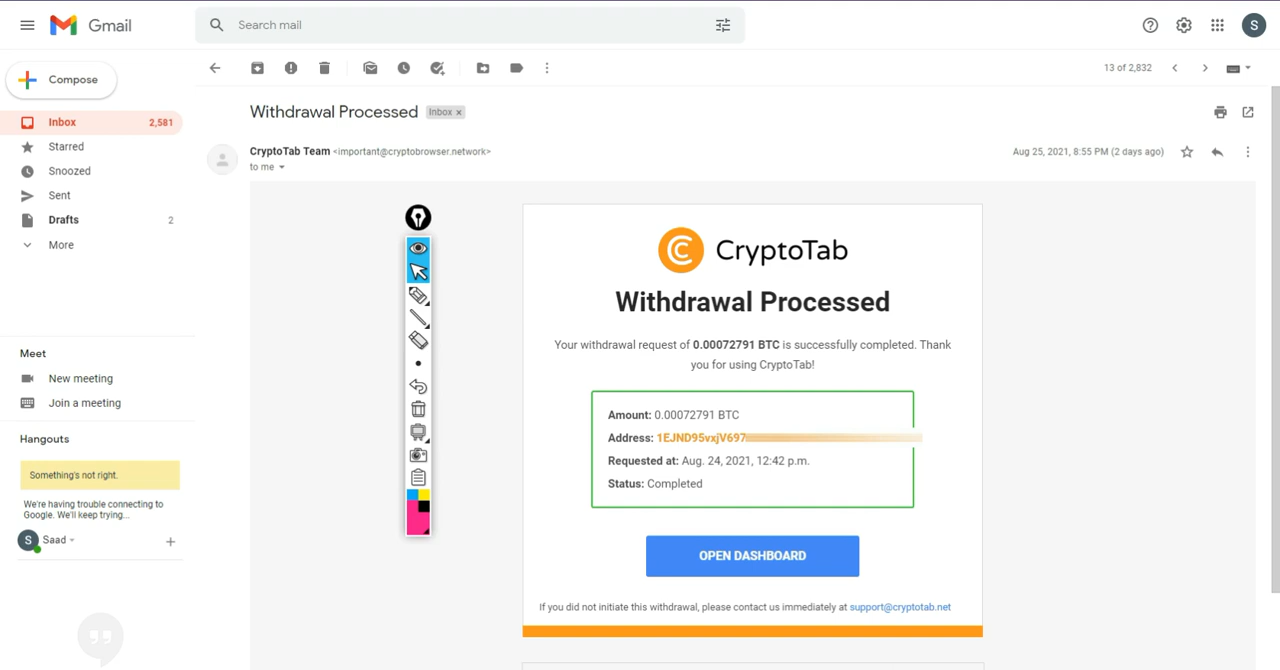 Gmail
Search mail
Compose
13 of 2,832
Inbox 2,581
Starred
Snoozed
Sent
Drafts 2
More
Meet
New meeting
Join a meeting
Hangouts
Something's not right.
We're having trouble connecting to
Google. We'll keep trying...
S Saad
S
Withdrawal Processed Inbox x
CryptoTab Team <important@cryptobrowser.network>
Aug 25, 2021, 8:55 PM (2 days ago)
to me
CryptoTab
Withdrawal Processed
Your withdrawal request of 0.00072791 BTC is successfully completed. Thank
you for using CryptoTab!
Amount: 0.00072791 BTC
Address: 1EJND95vxjV697
Requested at: Aug. 24, 2021, 12:42 p.m.
Status: Completed
OPEN DASHBOARD
If you did not initiate this withdrawal, please contact us immediately at support@cryptotab.net